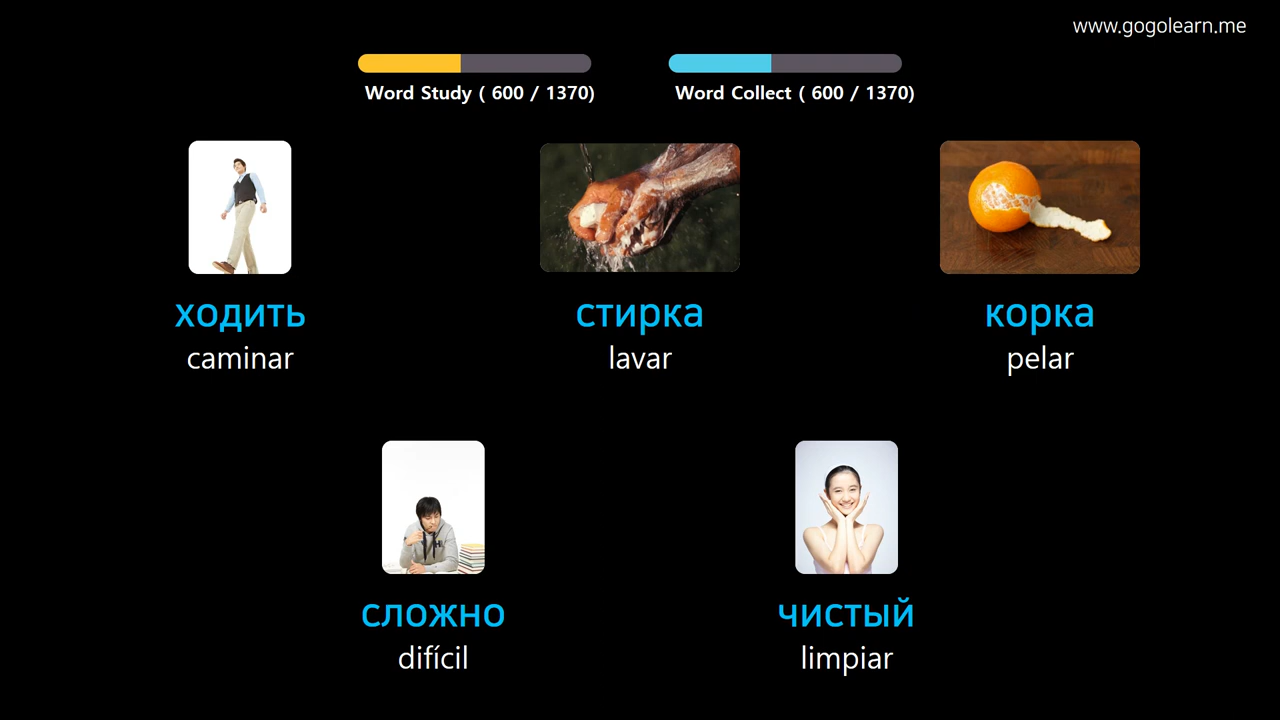 www.gogolearn.me
Word Study ( 600 / 1370)
Word Collect ( 600 / 1370)
ходить
caminar
стирка
lavar
корка
pelar
сложно
difícil
чистый
limpiar